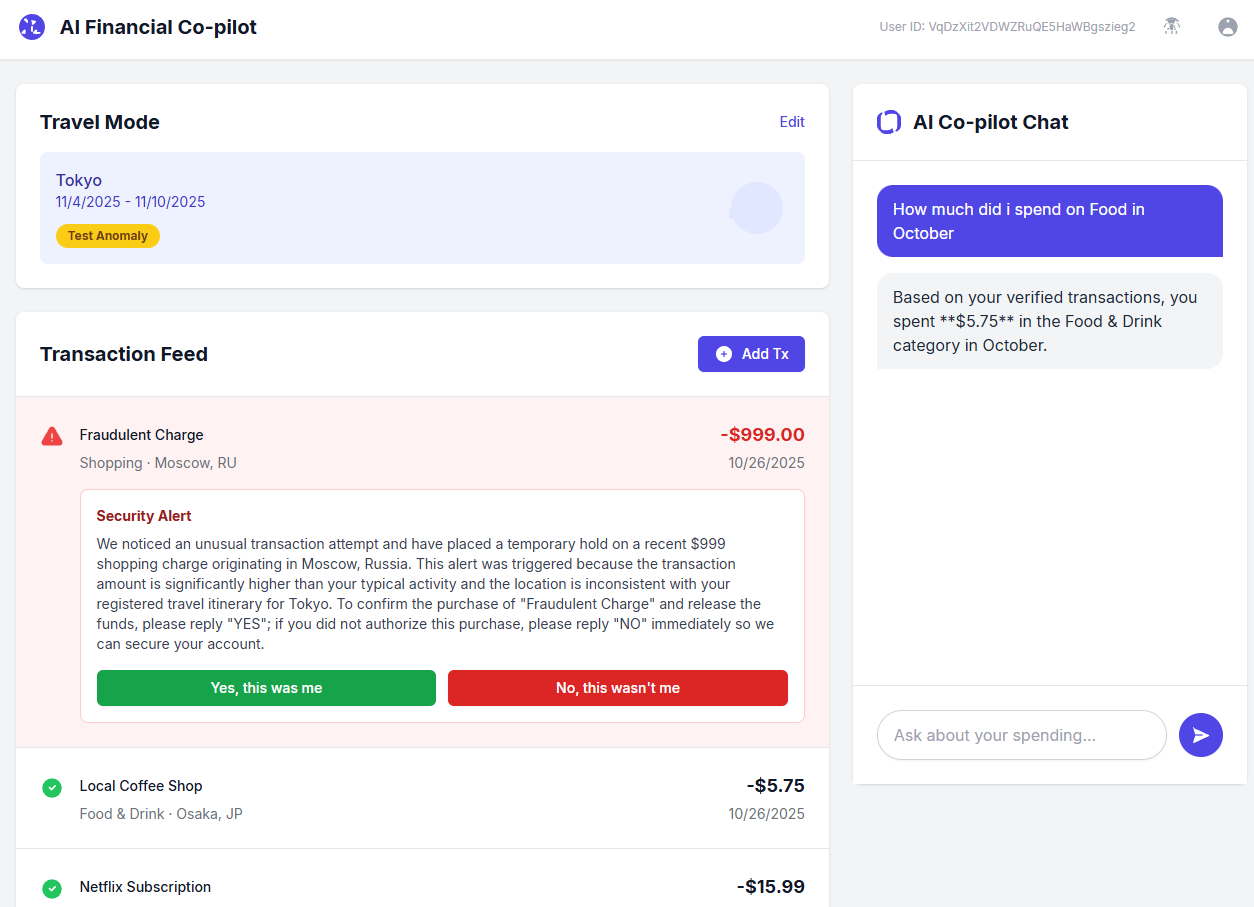 AI Financial Co-pilot
User ID: VqDzXit2VDWZRuQE5HaWBgszieg2
Travel Mode
Edit
Tokyo
11/4/2025 - 11/10/2025
Test Anomaly
Transaction Feed
Add Tx
Fraudulent Charge
-$999.00
Shopping · Moscow, RU
10/26/2025
Security Alert
We noticed an unusual transaction attempt and have placed a temporary hold on a recent $999
shopping charge originating in Moscow, Russia. This alert was triggered because the transaction
amount is significantly higher than your typical activity and the location is inconsistent with your
registered travel itinerary for Tokyo. To confirm the purchase of "Fraudulent Charge" and release the
funds, please reply "YES"; if you did not authorize this purchase, please reply "NO" immediately so we
can secure your account.
Yes, this was me
No, this wasn't me
Local Coffee Shop
-$5.75
Food & Drink · Osaka, JP
10/26/2025
Netflix Subscription
-$15.99
AI Co-pilot Chat
How much did i spend on Food in
October
Based on your verified transactions, you
spent **$5.75** in the Food & Drink
category in October.
Ask about your spending...